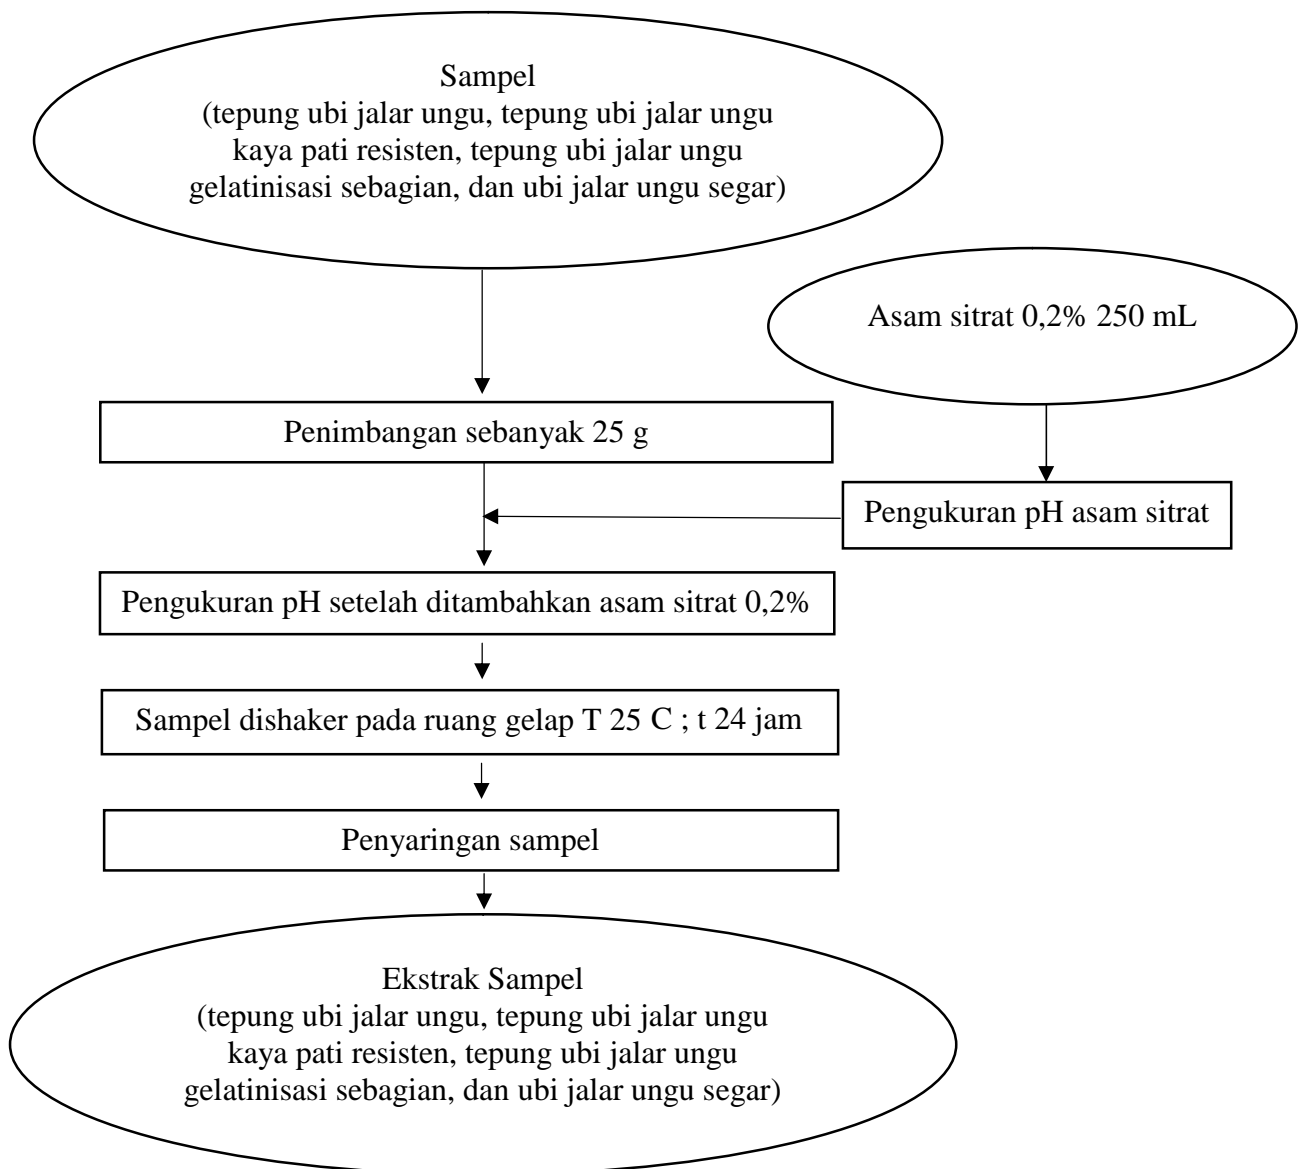 Sampel
(tepung ubi jalar ungu, tepung ubi jalar ungu
kaya pati resisten, tepung ubi jalar ungu
gelatinisasi sebagian, dan ubi jalar ungu segar)
Asam sitrat 0,2% 250 mL
Penimbangan sebanyak 25 g
Pengukuran pH asam sitrat
Pengukuran pH setelah ditambahkan asam sitrat 0,2%
Sampel dishaker pada ruang gelap T 25 C ; t 24 jam
Penyaringan sampel
Ekstrak Sampel
(tepung ubi jalar ungu, tepung ubi jalar ungu
kaya pati resisten, tepung ubi jalar ungu
gelatinisasi sebagian, dan ubi jalar ungu segar)